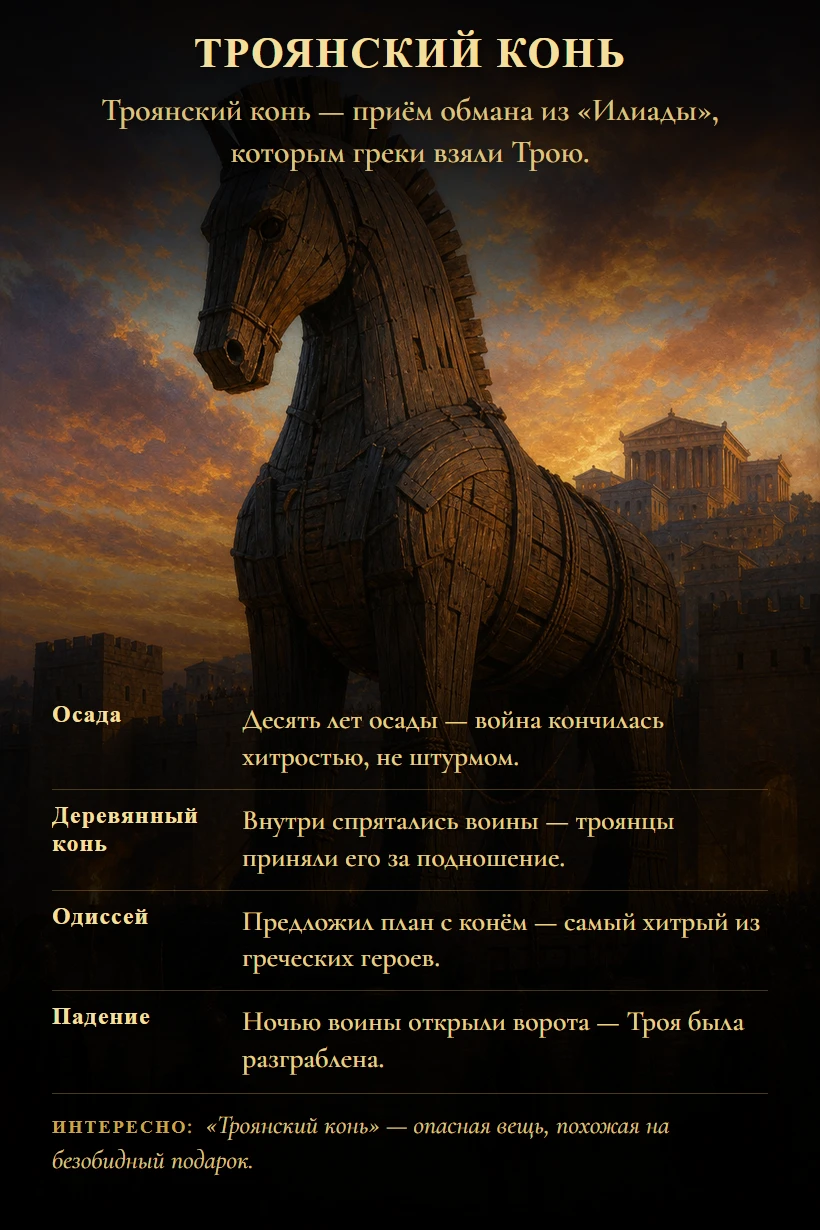 ТРОЯНСКИЙ КОНЬ
Троянский конь — приём обмана из «Илиады»,
которым греки взяли Трою.
Осада
Десять лет осады — война кончилась
хитростью, не штурмом.
Деревянный
конь
Внутри спрятались воины — троянцы
приняли его за подношение.
Одиссей
Предложил план с конём — самый хитрый из
греческих героев.
Падение
Ночью воины открыли ворота — Троя была
разграблена.
ИНТЕРЕСНО: «Троянский конь» — опасная вещь, похожая на
безобидный подарок.